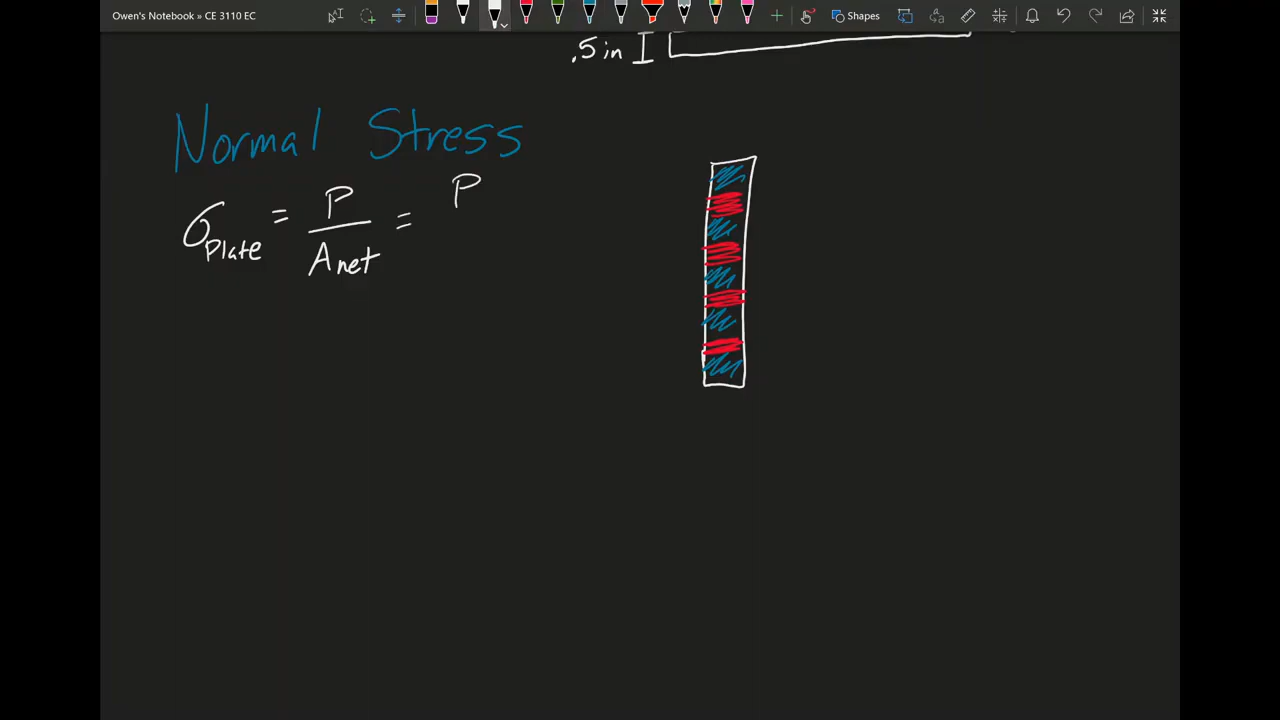 Owen's Notebook » CE 3110 EC
Shapes
.5 in
Normal Stress
σPlate = P / Anet = P